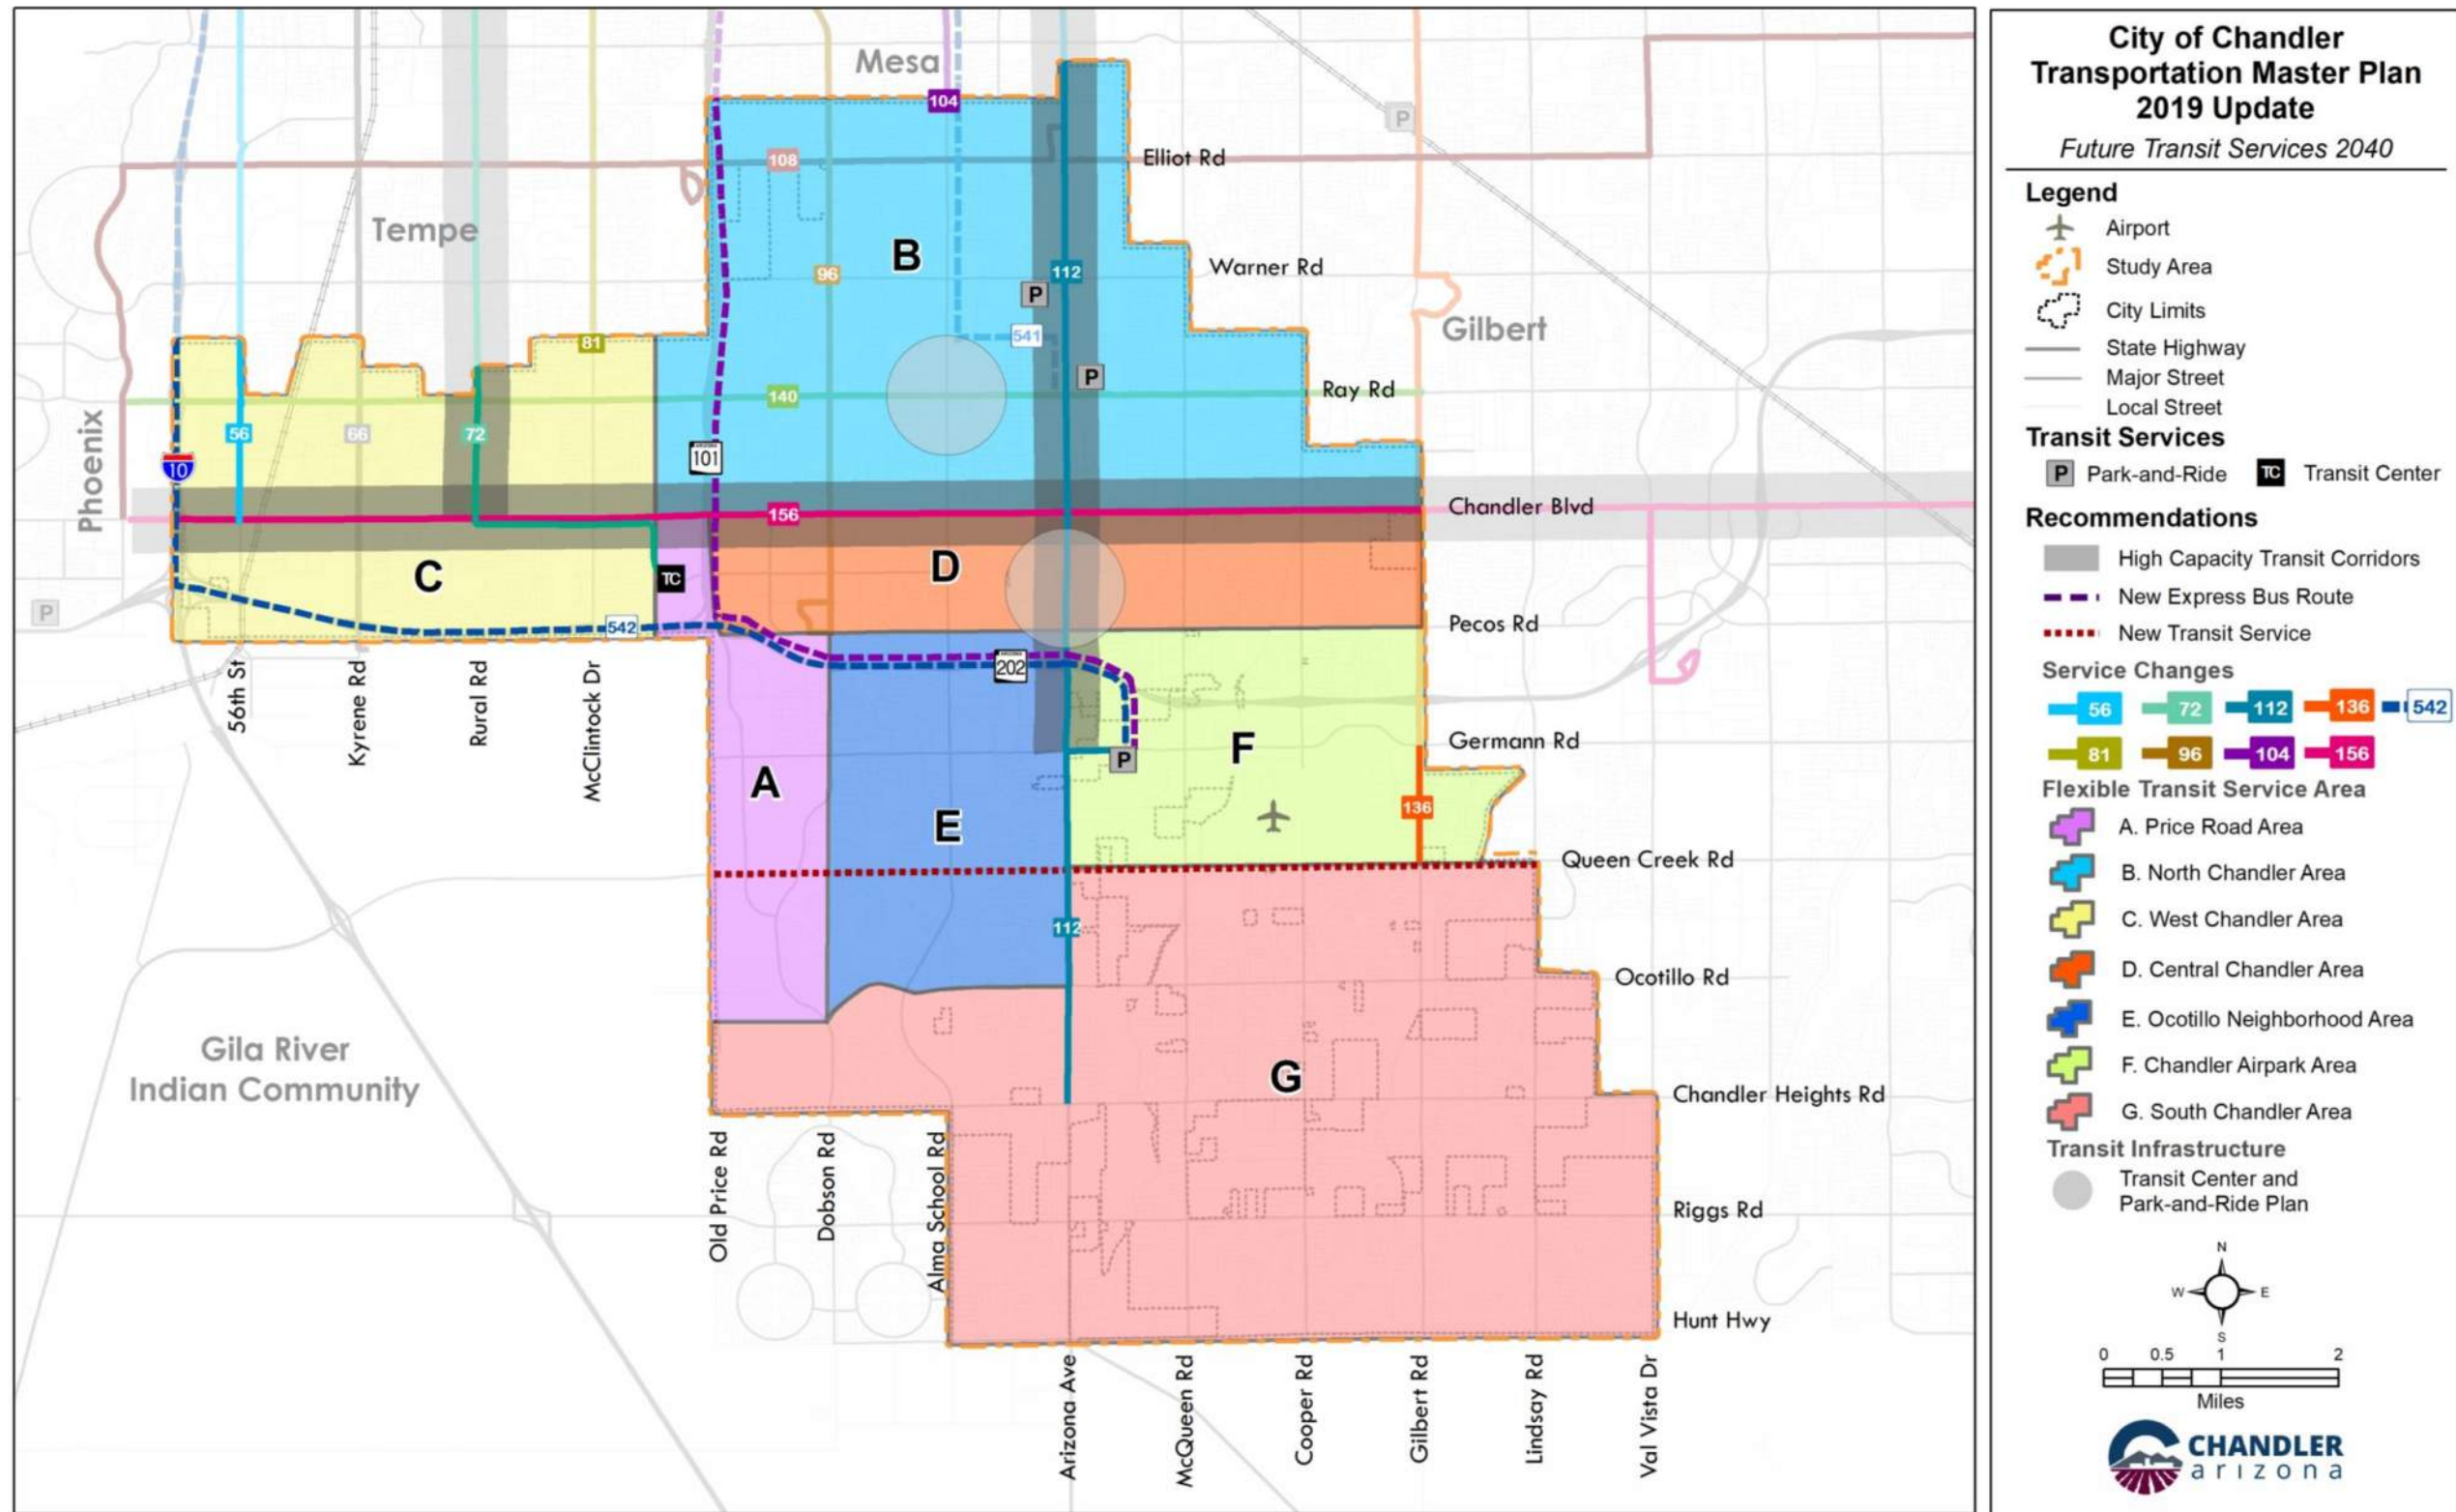 Mesa
104
108
Elliot Rd
Tempe
B
Warner Rd
96
112
P
P
Gilbert
541
81
P
Ray Rd
140
Phoenix
56
66
72
10
ARIZONA
101
156
Chandler Blvd
D
C
TC
P
542
Pecos Rd
ARIZONA
202
56th St
Kyrene Rd
Rural Rd
McClintock Dr
Germann Rd
F
P
A
E
136
Queen Creek Rd
112
Ocotillo Rd
Gila River
Indian Community
G
Chandler Heights Rd
Old Price Rd
Dobson Rd
Alma School Rd
Riggs Rd
Hunt Hwy
Arizona Ave
McQueen Rd
Cooper Rd
Gilbert Rd
Lindsay Rd
Val Vista Dr
City of Chandler
Transportation Master Plan
2019 Update
Future Transit Services 2040
Legend
Airport
Study Area
City Limits
State Highway
Major Street
Local Street
Transit Services
P Park-and-Ride TC Transit Center
Recommendations
High Capacity Transit Corridors
New Express Bus Route
New Transit Service
Service Changes
56 72 112 136 542
81 96 104 156
Flexible Transit Service Area
A. Price Road Area
B. North Chandler Area
C. West Chandler Area
D. Central Chandler Area
E. Ocotillo Neighborhood Area
F. Chandler Airpark Area
G. South Chandler Area
Transit Infrastructure
Transit Center and
Park-and-Ride Plan
N
W E
S
0 0.5 1 2
Miles
CHANDLER
arizona